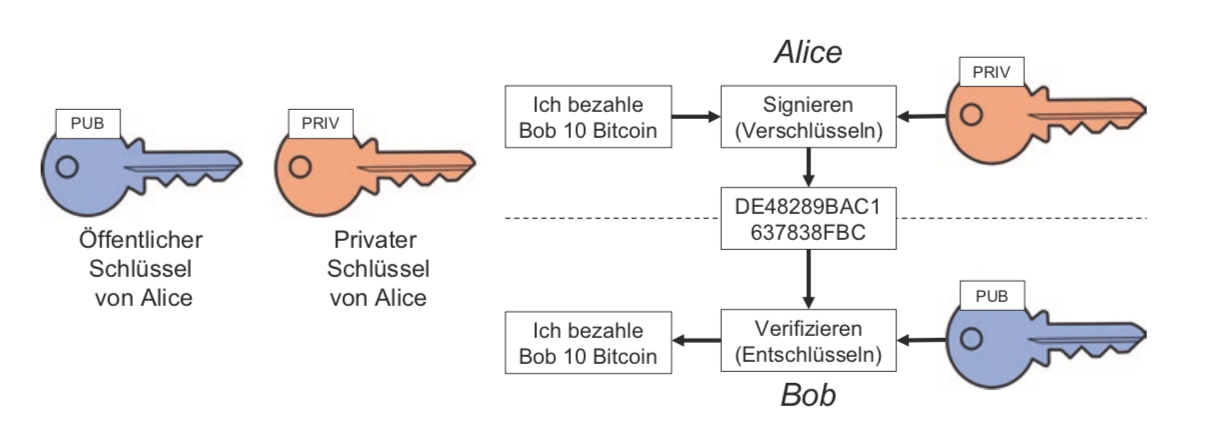 PUB
Öffentlicher
Schlüssel
von Alice
PRIV
Privater
Schlüssel
von Alice
Alice
Ich bezahle
Bob 10 Bitcoin
Signieren
(Verschlüsseln)
PRIV
DE48289BAC1
637838FBC
Ich bezahle
Bob 10 Bitcoin
Verifizieren
(Entschlüsseln)
PUB
Bob